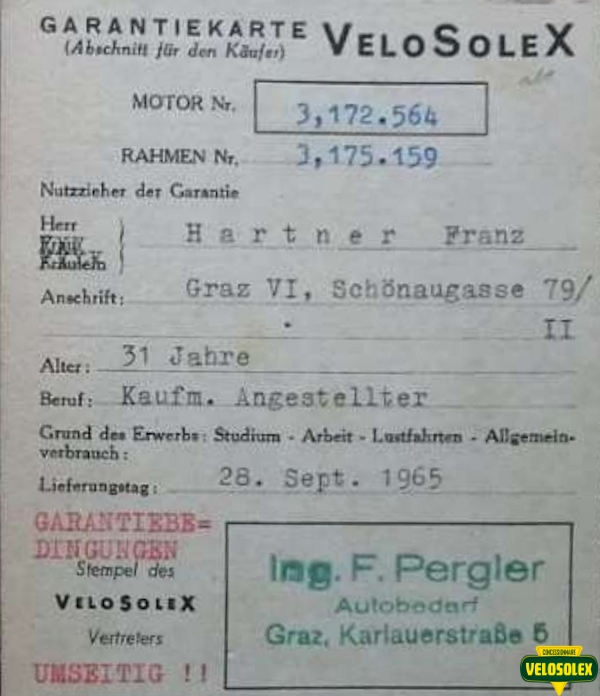 GARANTIEKARTE VELOSOLEX
(Abschnitt für den Käufer)
MOTOR Nr. 3,172.564
RAHMEN Nr. 3,175.159
Nutzzieher der Garantie
Herr
Fräulein
Hartner Franz
Anschrift: Graz VI, Schönaugasse 79/
II
Alter: 31 Jahre
Beruf: Kaufm. Angestellter
Grund des Erwerbs: Studium - Arbeit - Lustfahrten - Allgemein-
verbrauch:
Lieferungstag: 28. Sept. 1965
GARANTIEBE=
DINGUNGEN
Stempel des
VELOSOLEX
Vertreters
UMSEITIG !!
Ing. F. Pergler
Autobedarf
Graz, Karlauerstraße 5
CONCESSIONNAIRE
VELOSOLEX